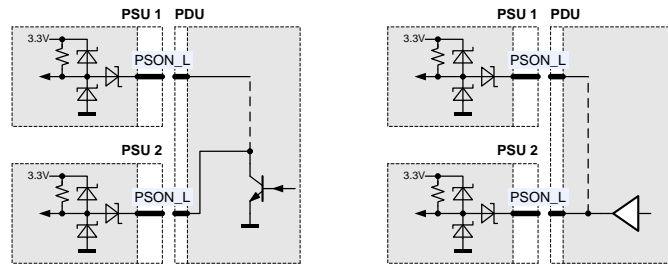 PSU 1 PDU
3.3V
PSON_L
PSU 2
3.3V
PSON_L
PSU 1 PDU
3.3V
PSON_L
PSU 2
3.3V
PSON_L